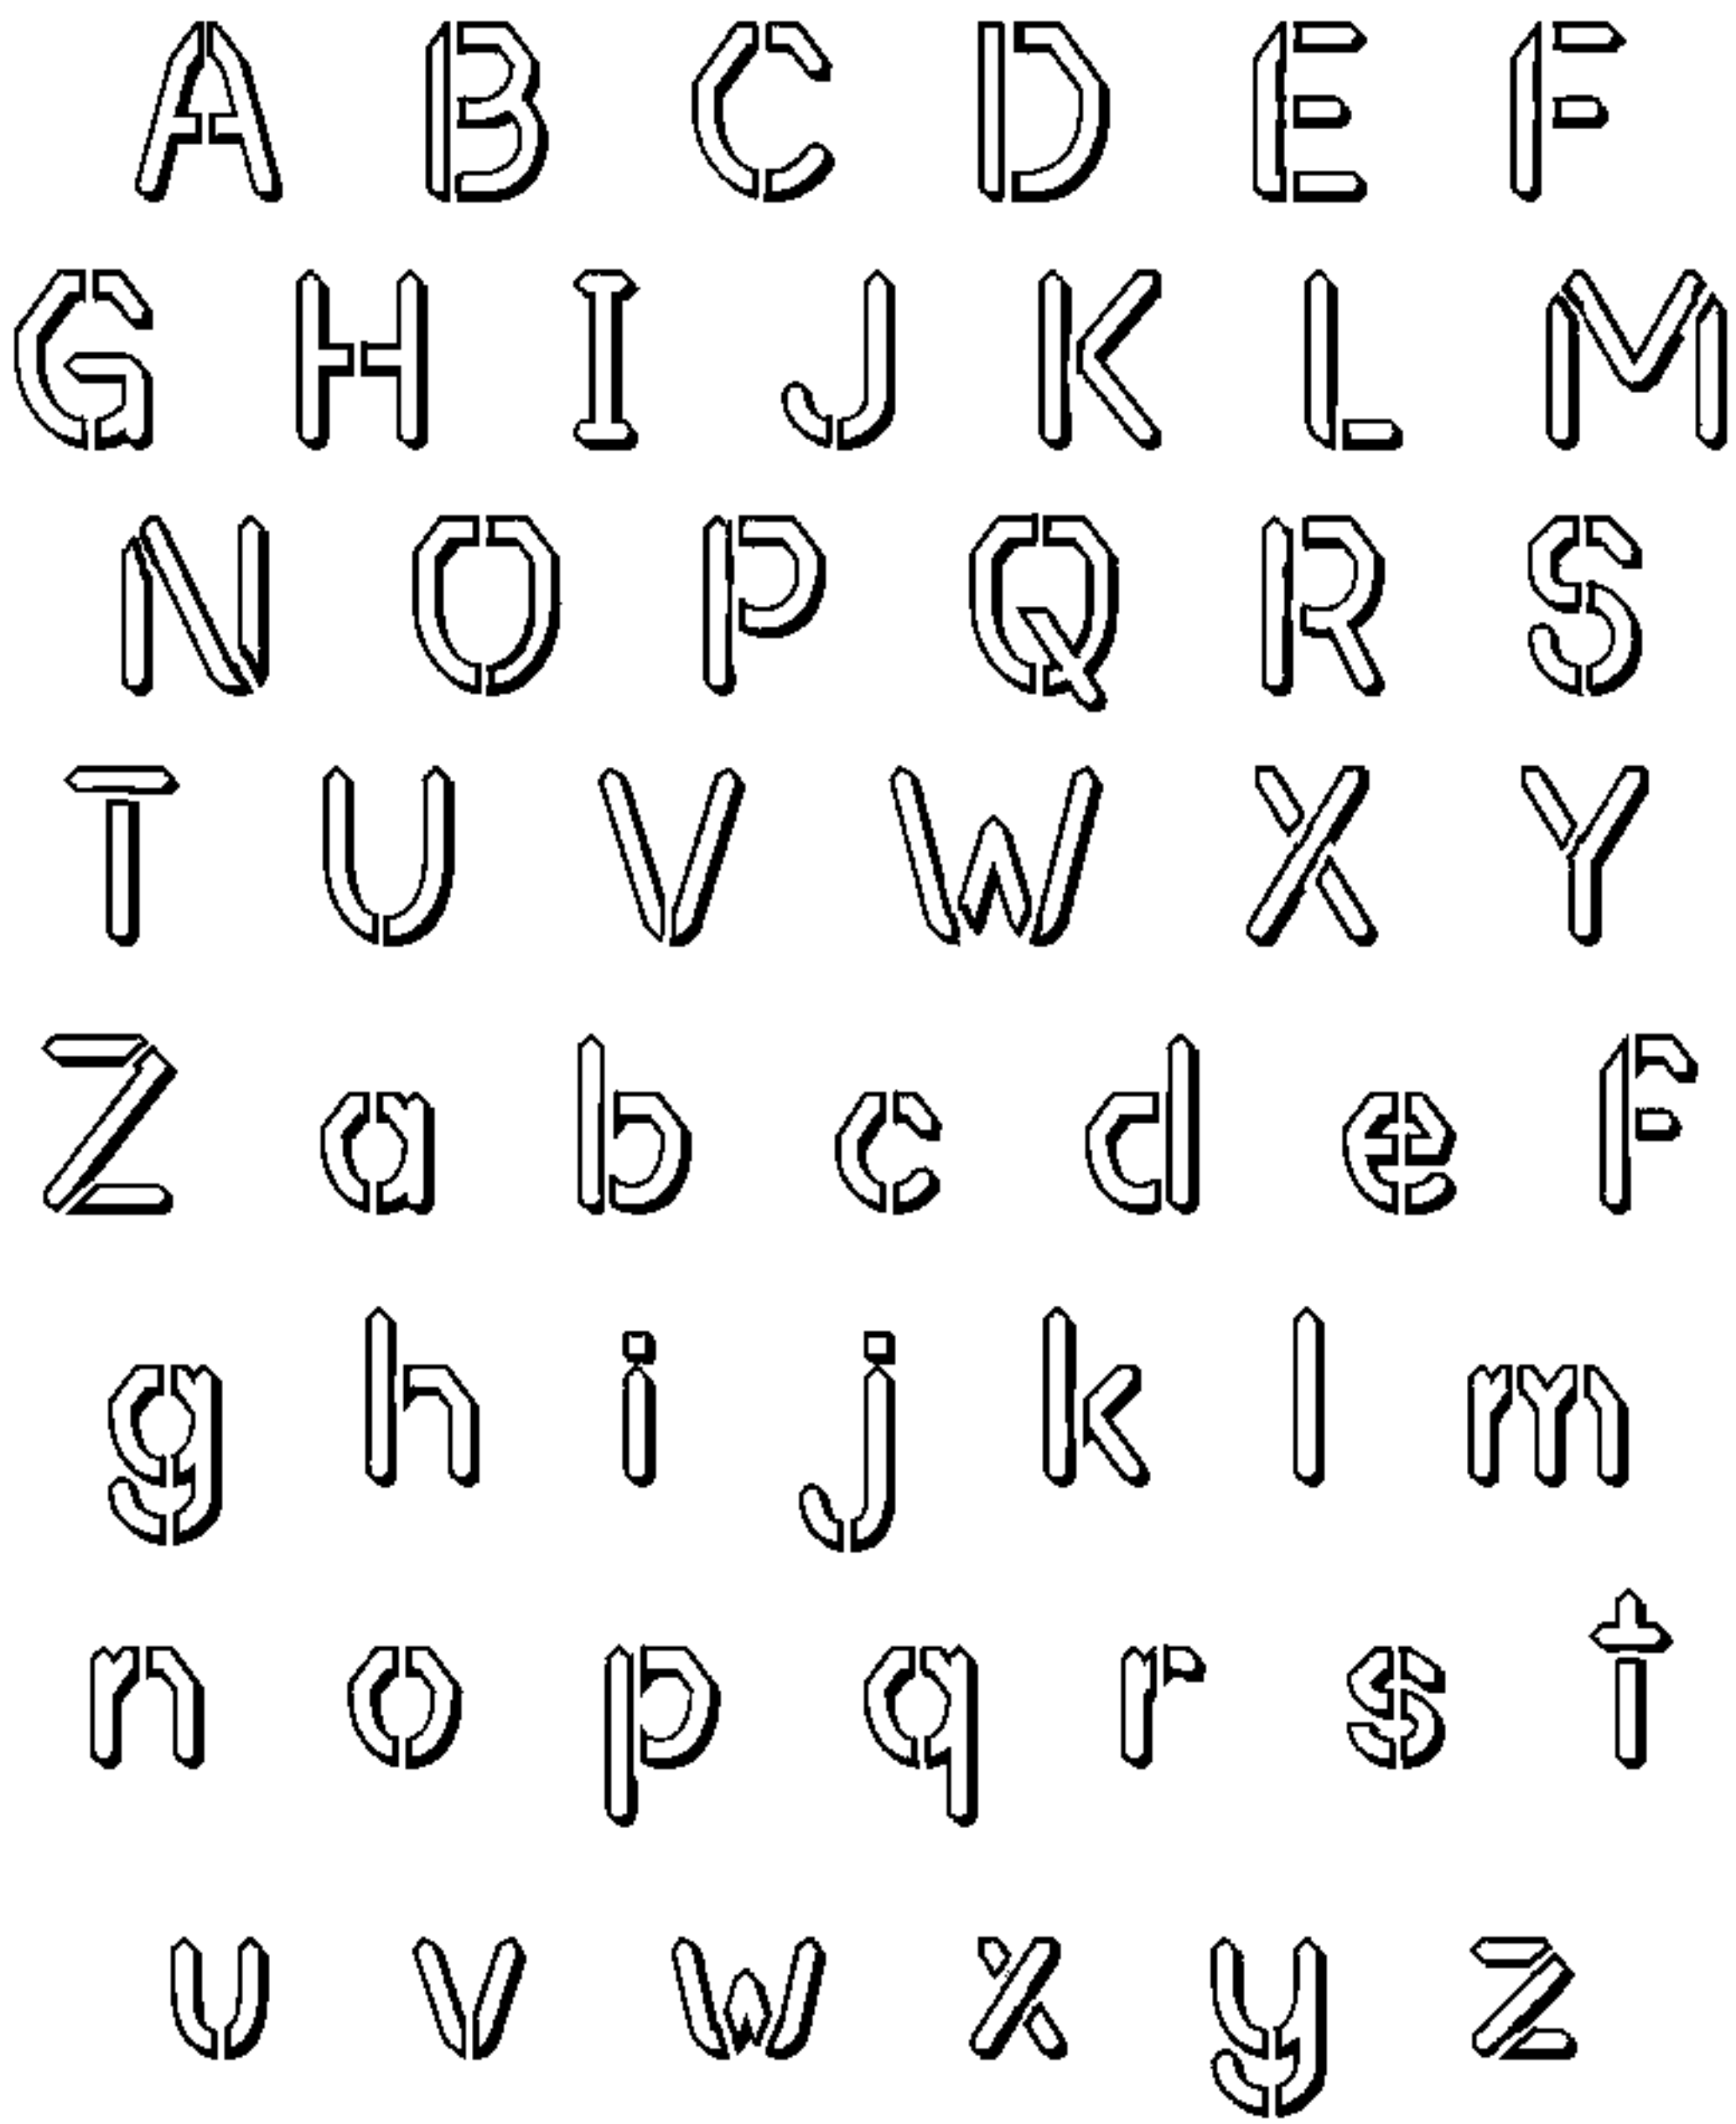 A B C D E F
G H I J K L M
N O P Q R S
T U V W X Y
Z a b c d e f
g h i j k l m
n o p q r s t
u v w x y z